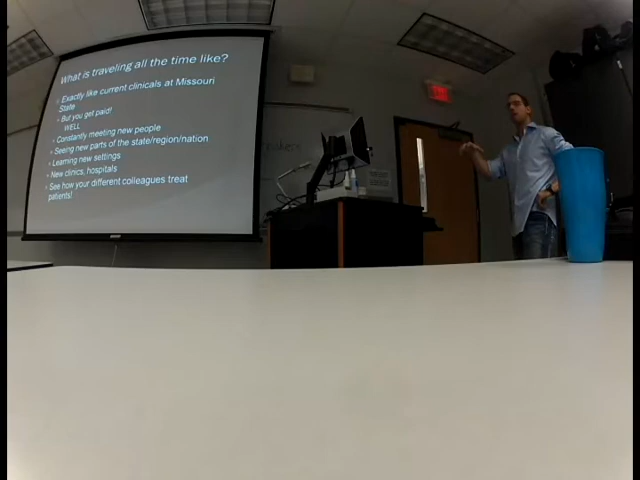 What is traveling all the time like?
Exactly like current clinicals at Missouri
State
But you get paid!
WELL
Constantly meeting new people
Seeing new parts of the state/region/nation
Learning new settings
New clinics, hospitals
See how your different colleagues treat
patients!
EXIT